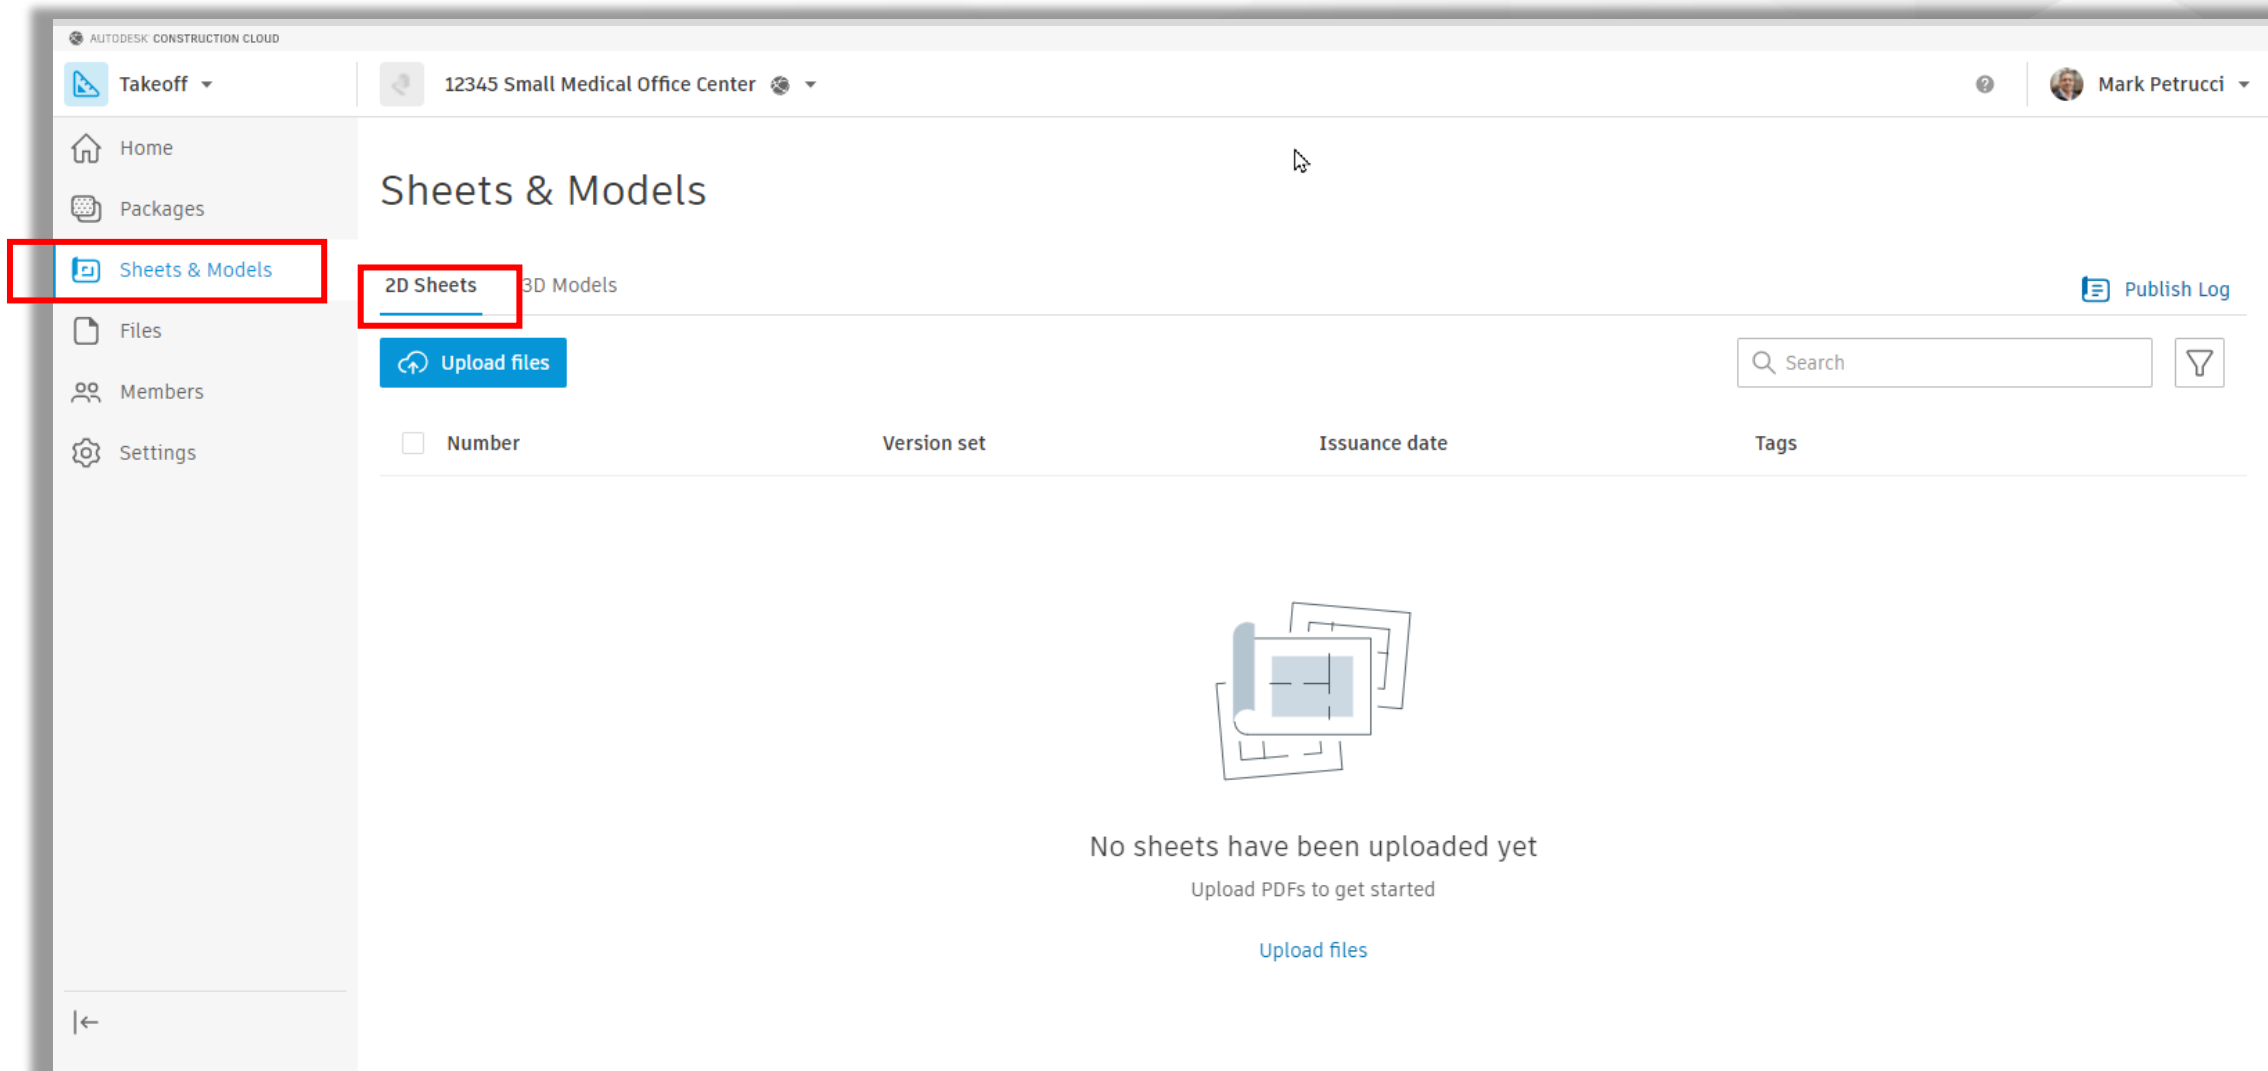 AUTODESK CONSTRUCTION CLOUD
Takeoff
12345 Small Medical Office Center
Mark Petrucci
Home
Packages
Sheets & Models
Files
Members
Settings
Sheets & Models
2D Sheets 3D Models
Publish Log
Upload files
Search
Number Version set Issuance date Tags
No sheets have been uploaded yet
Upload PDFs to get started
Upload files